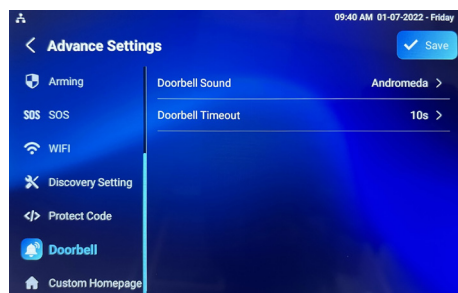 09:40 AM 01-07-2022 - Friday
Advance Settings
Save
Arming
Doorbell Sound
Andromeda
SOS SOS
Doorbell Timeout
10s
WIFI
Discovery Setting
Protect Code
Doorbell
Custom Homepage